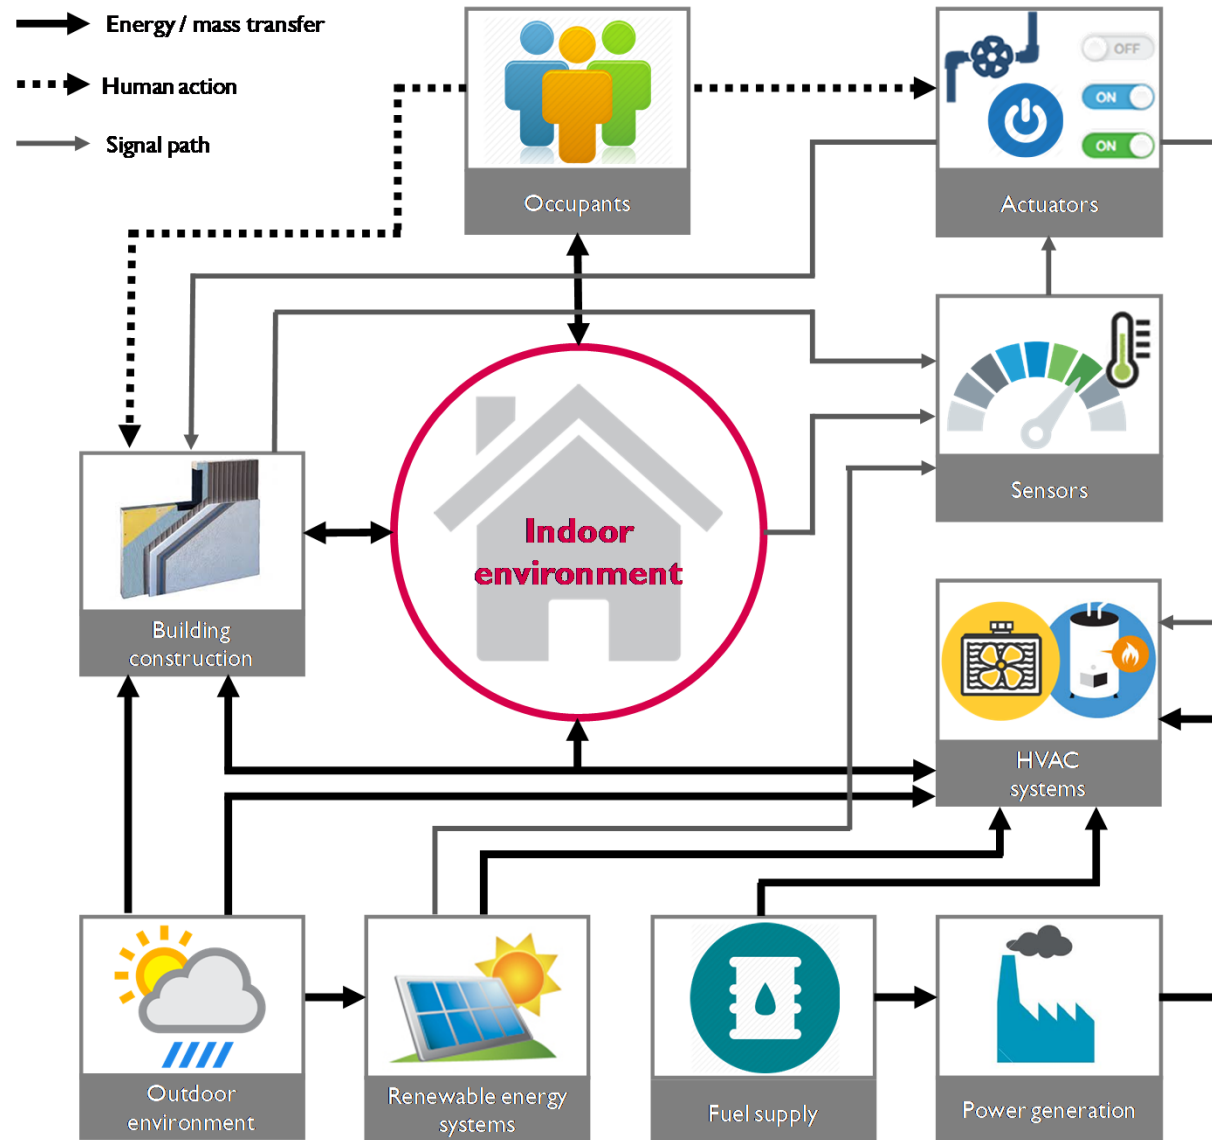 Energy / mass transfer
Human action
Signal path
Occupants
OFF
ON
ON
Actuators
Sensors
Indoor
environment
Building
construction
HVAC
systems
Outdoor
environment
Renewable energy
systems
Fuel supply
Power generation